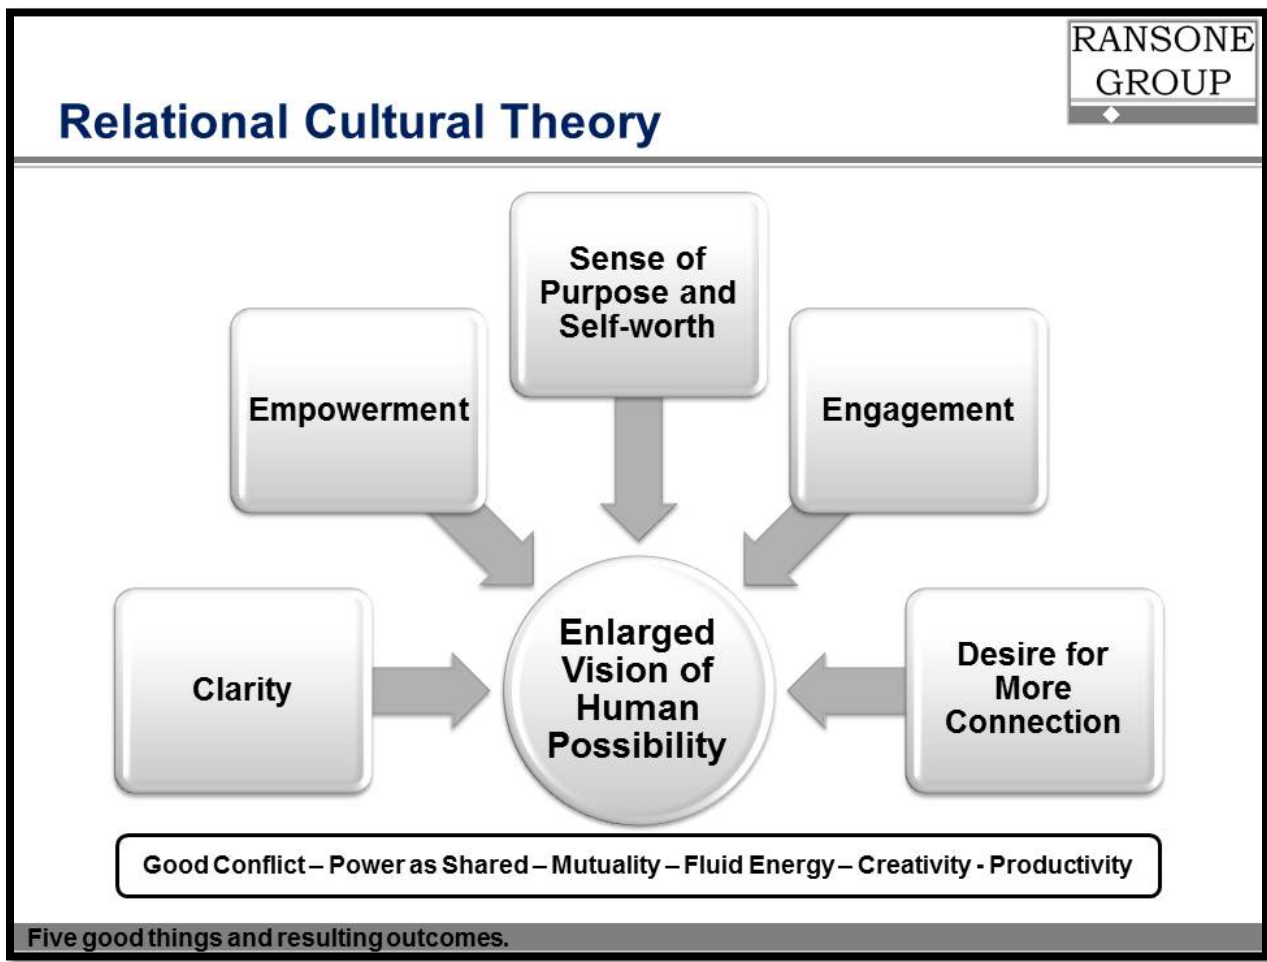 RANSONE
GROUP
Relational Cultural Theory
Sense of
Purpose and
Self-worth
Empowerment
Engagement
Clarity
Enlarged
Vision of
Human
Possibility
Desire for
More
Connection
Good Conflict – Power as Shared – Mutuality – Fluid Energy – Creativity - Productivity
Five good things and resulting outcomes.